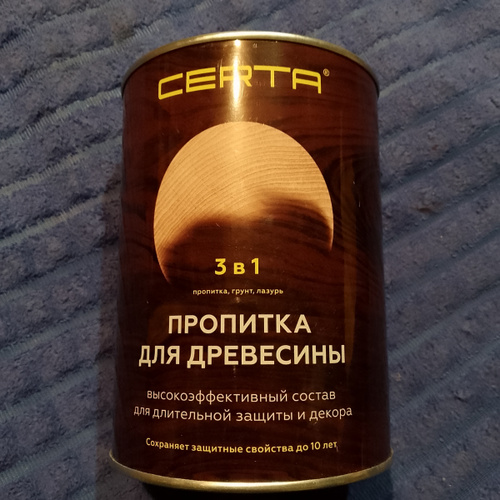 CERTA®
3 в 1
пропитка, грунт, лазурь
ПРОПИТКА
ДЛЯ ДРЕВЕСИНЫ
высокоэффективный состав
для длительной защиты и декора
Сохраняет защитные свойства до 10 лет